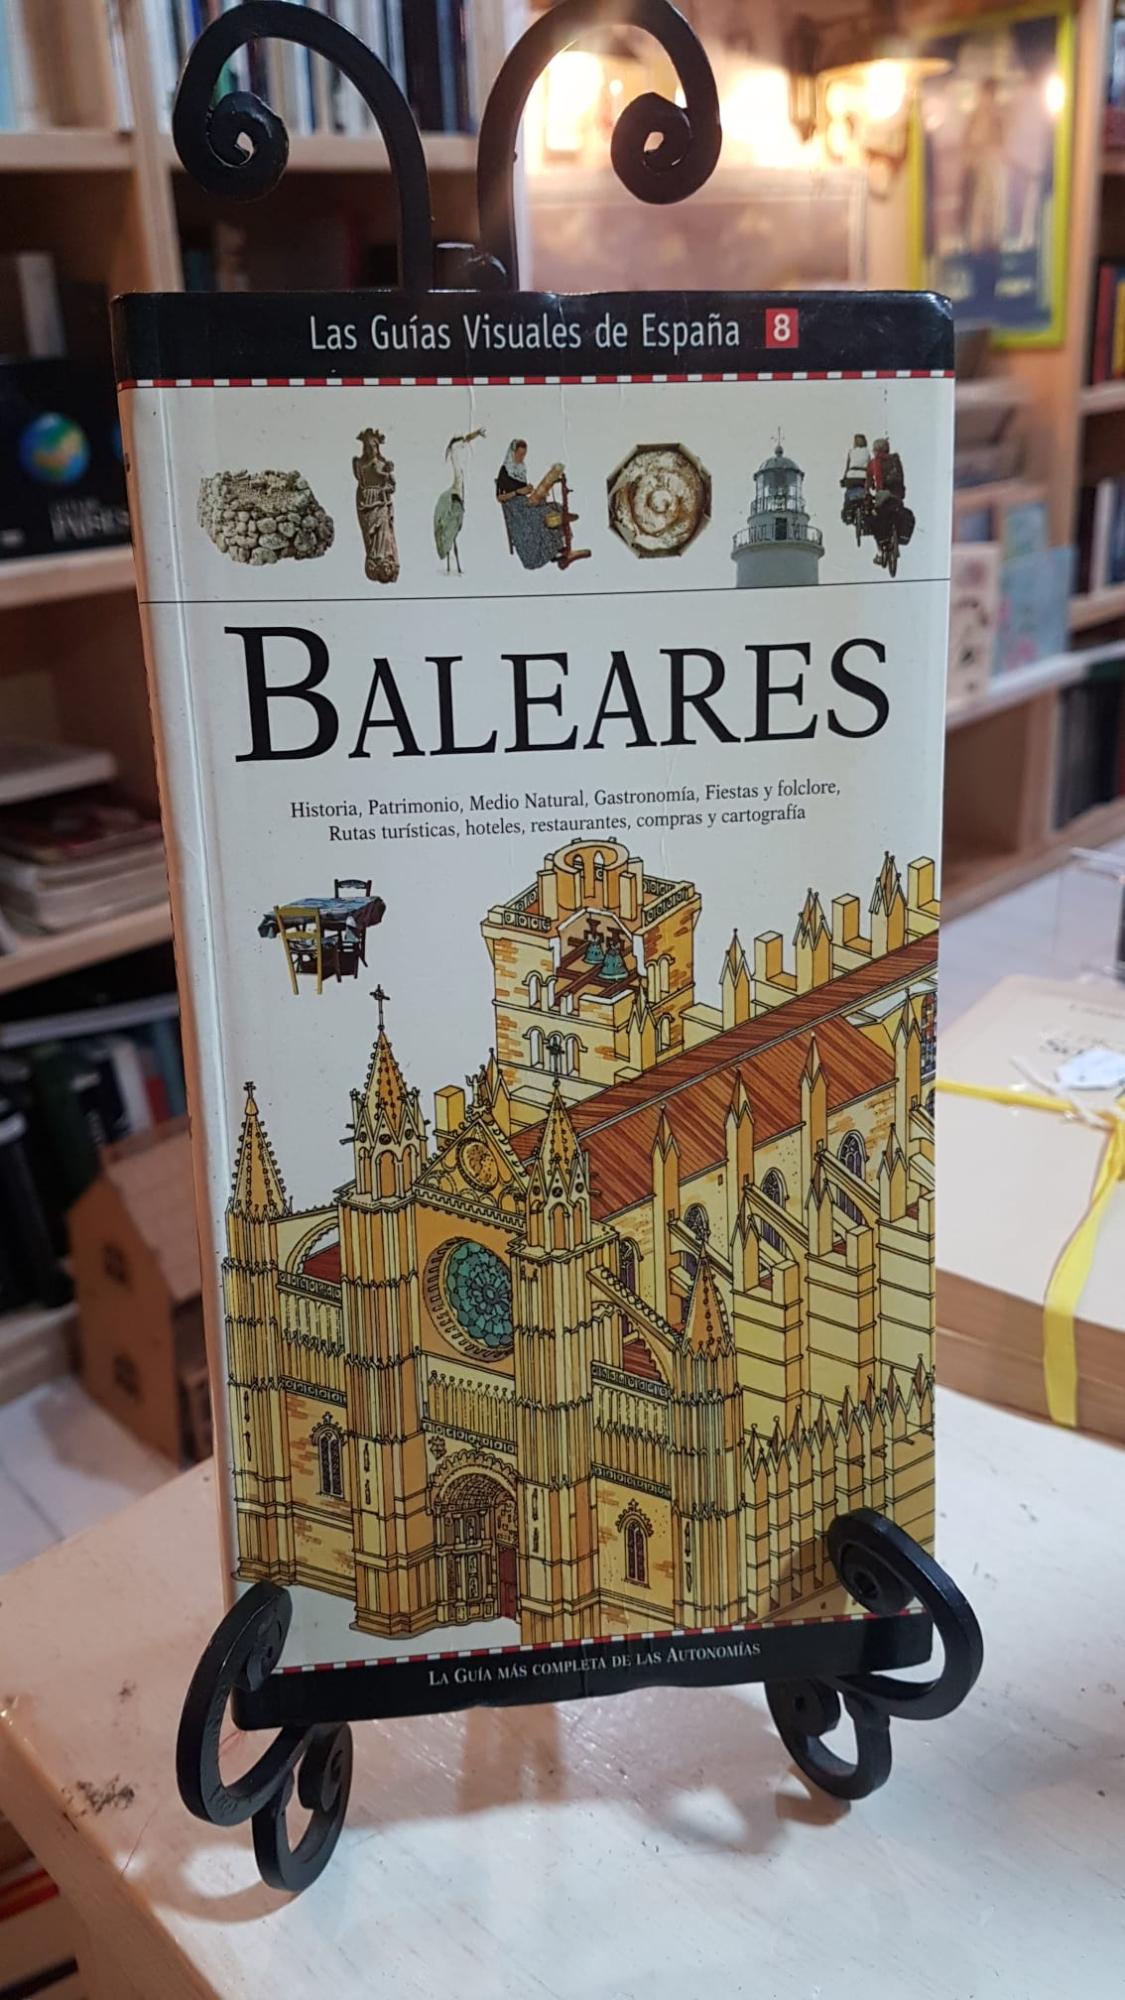 Las Guías Visuales de España 8
BALEARES
Historia, Patrimonio, Medio Natural, Gastronomía, Fiestas y folclore,
Rutas turísticas, hoteles, restaurantes, compras y cartografía
LA GUÍA MÁS COMPLETA DE LAS AUTONOMÍAS